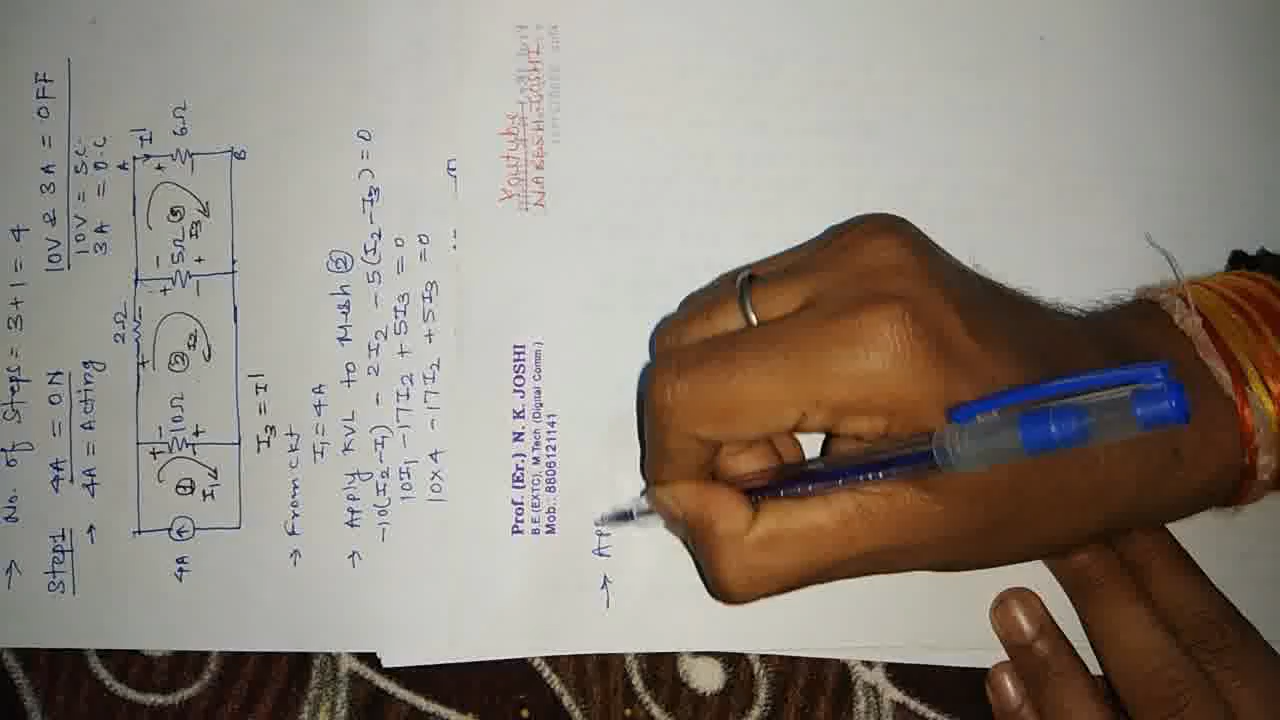 → No. of Steps = 3+1 = 4
Step1 4A = ON 10V & 3A = OFF
→ 4A = Acting 10V = S.C
3A = O.C
2Ω A
4A 10Ω 5Ω 6Ω I'
① I1 ② I2 ③ I3
B
I3 = I'
→ From ckt
I1 = 4A
→ Apply KVL to Mesh ②
-10(I2-I1) - 2I2 - 5(I2-I3) = 0
10I1 - 17I2 + 5I3 = 0
10×4 - 17I2 + 5I3 = 0
Youtube
NARESH JOSHI
Prof. (Er.) N. K. JOSHI
B.E.(EXTC), M.Tech (Digital Comm)
Mob.: 8806121141
→ AP